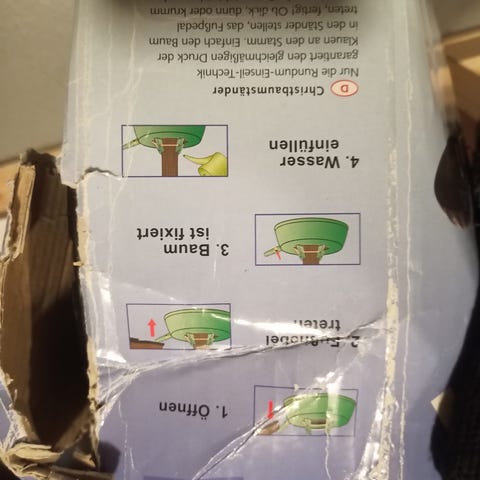 1. Öffnen
2. Fußhebel
treten
3. Baum
ist fixiert
4. Wasser
einfüllen
D Christbaumständer
Nur die Rundum-Einseil-Technik
garantiert den gleichmäßigen Druck der
Klauen an den Stamm. Einfach den Baum
in den Ständer stellen, das Fußpedal
treten, fertig! Ob dick, dünn oder krumm